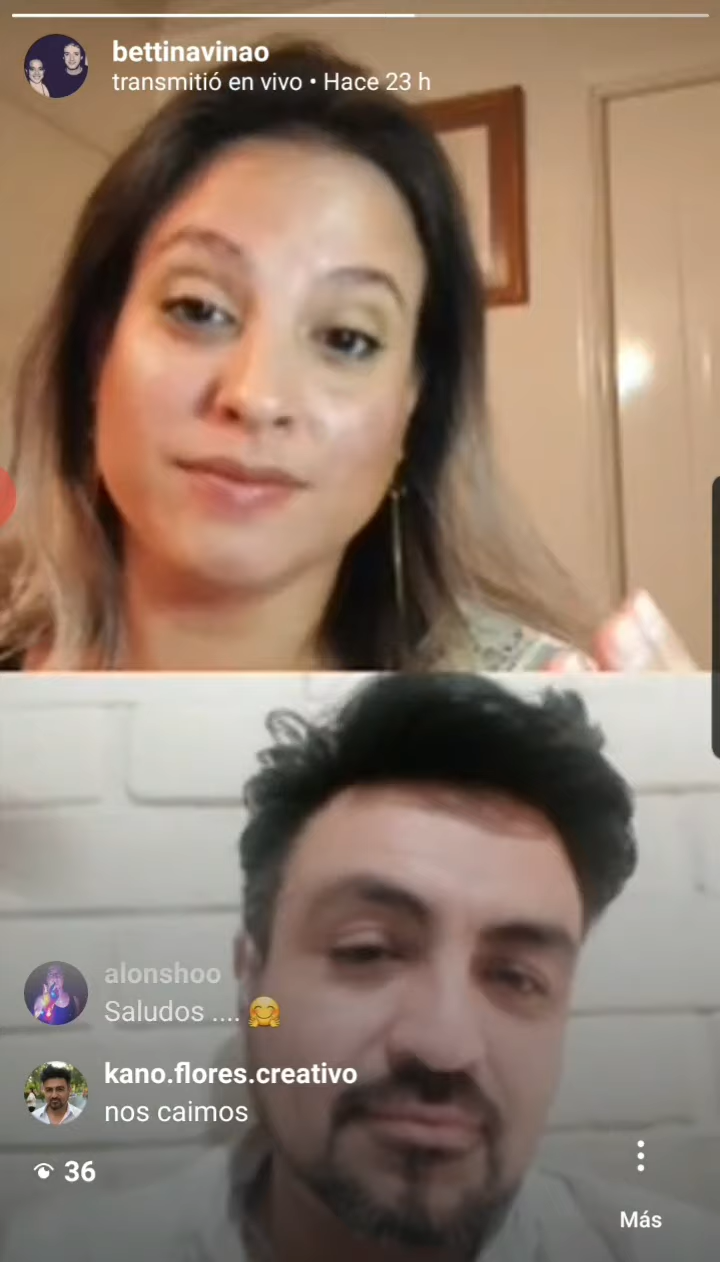 bettinavinao
transmitió en vivo • Hace 23 h
alonshoo
Saludos .... 🤗
kano.flores.creativo
nos caimos
36
Más